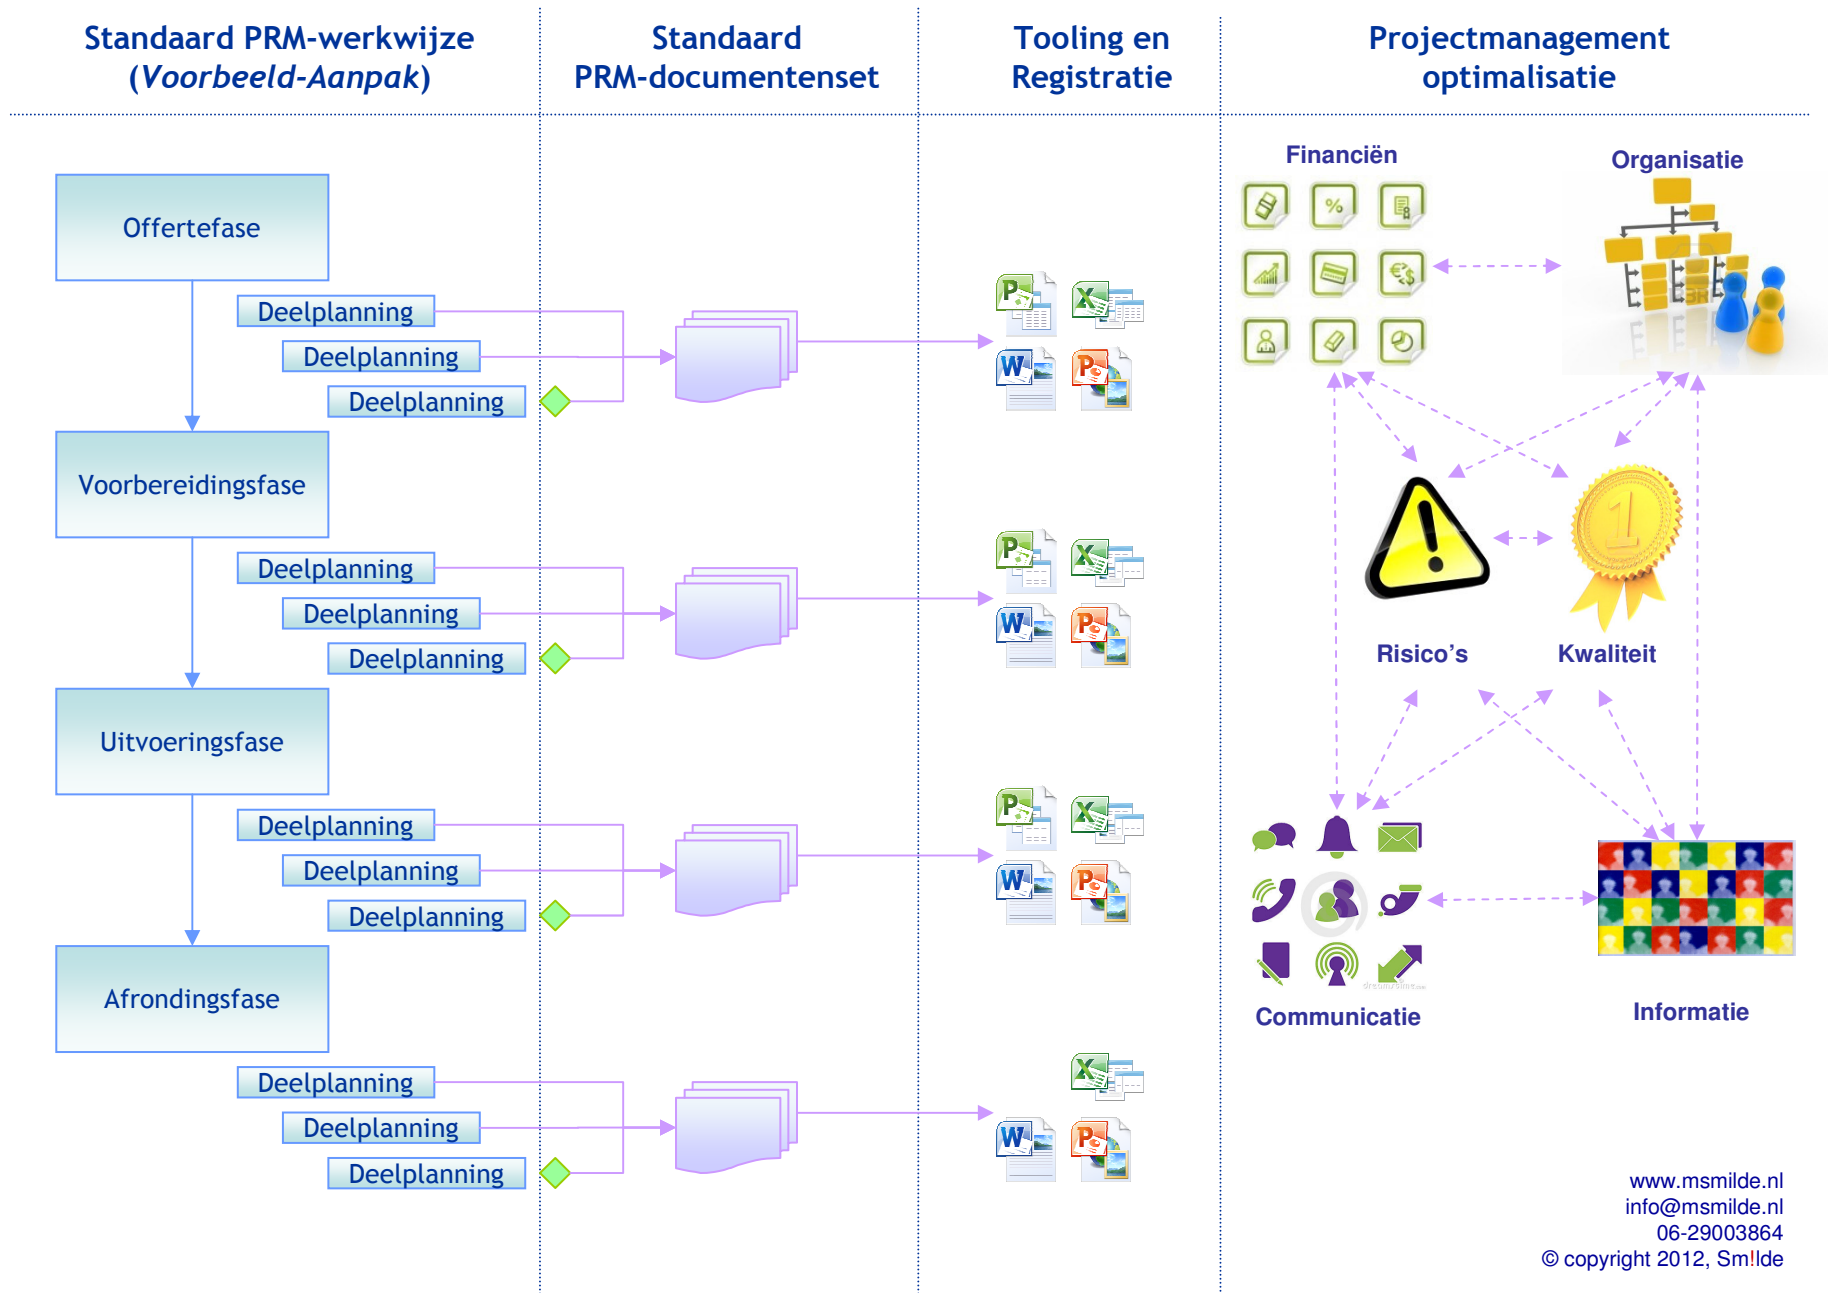 Standaard PRM-werkwijze
(Voorbeeld-Aanpak)
Standaard
PRM-documentenset
Tooling en
Registratie
Projectmanagement
optimalisatie
Offertefase
Deelplanning
Deelplanning
Deelplanning
Voorbereidingsfase
Deelplanning
Deelplanning
Deelplanning
Uitvoeringsfase
Deelplanning
Deelplanning
Deelplanning
Afrondingsfase
Deelplanning
Deelplanning
Deelplanning
Financiën
Organisatie
Risico’s
Kwaliteit
1
Communicatie
Informatie
www.msmilde.nl
info@msmilde.nl
06-29003864
© copyright 2012, Sm!lde